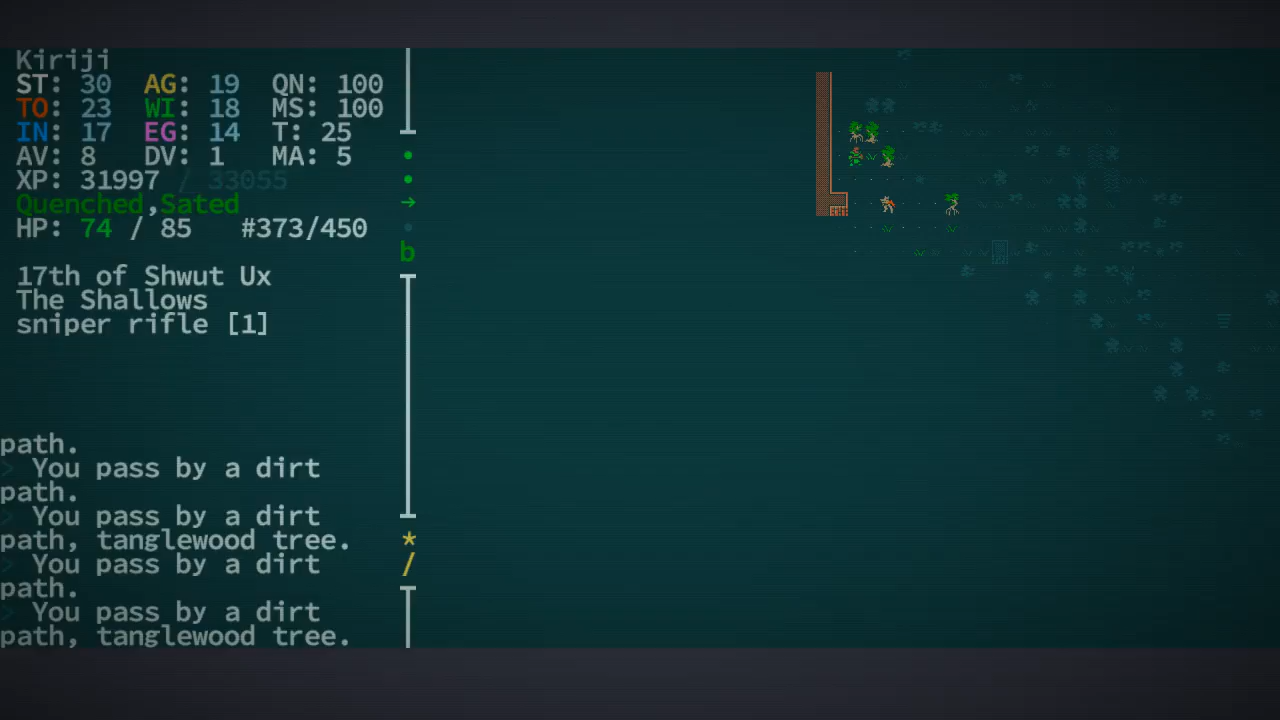 Kiriji
ST: 30 AG: 19 QN: 100
TO: 23 WI: 18 MS: 100
IN: 17 EG: 14 T: 25
AV: 8 DV: 1 MA: 5
XP: 31997 / 33055
Quenched,Sated
HP: 74 / 85 #373/450
17th of Shwut Ux
The Shallows
sniper rifle [1]
path.
> You pass by a dirt
path.
> You pass by a dirt
path, tanglewood tree.
> You pass by a dirt
path.
> You pass by a dirt
path, tanglewood tree.
b
*
/